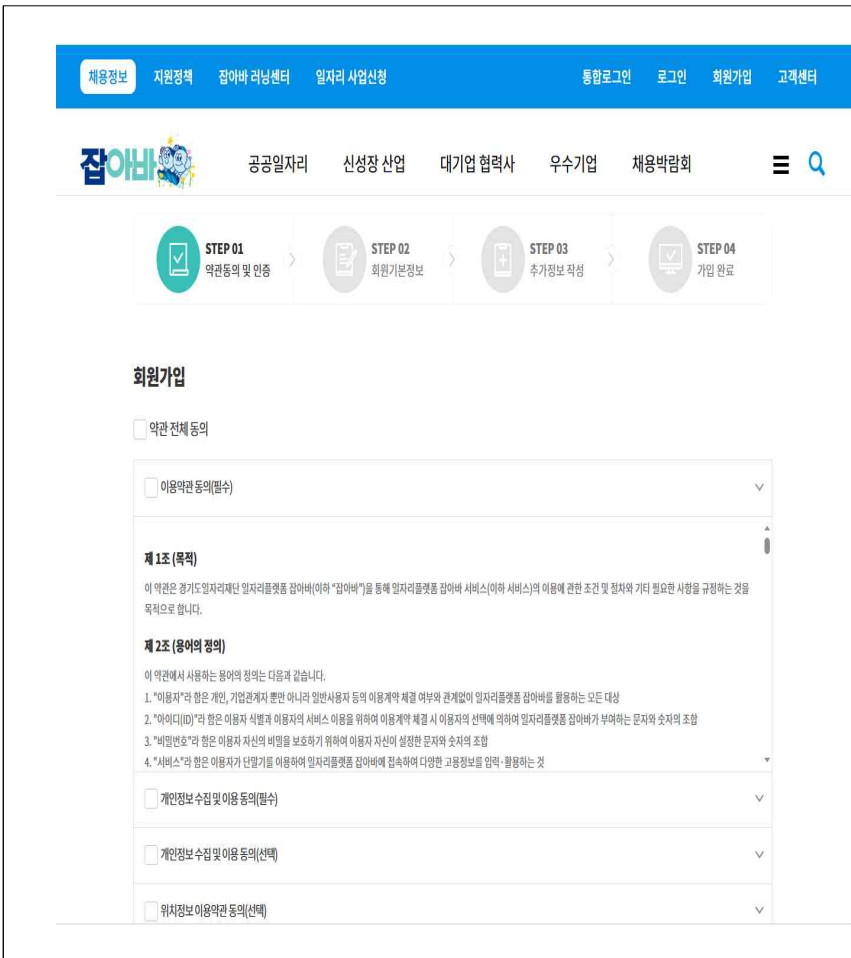 채용정보 지원정책 잡아바 러닝센터 일자리 사업신청 통합로그인 로그인 회원가입 고객센터
잡아바 공공일자리 신성장 산업 대기업 협력사 우수기업 채용박람회
STEP 01 STEP 02 STEP 03 STEP 04
약관동의 및 인증 회원기본정보 추가정보 작성 가입 완료
회원가입
약관 전체 동의
이용약관 동의(필수)
제 1조 (목적)
이 약관은 경기도일자리재단 일자리플랫폼 잡아바(이하 “잡아바”)을 통해 일자리플랫폼 잡아바 서비스(이하 서비스)의 이용에 관한 조건 및 절차와 기타 필요한 사항을 규정하는 것을
목적으로 합니다.
제 2조 (용어의 정의)
이 약관에서 사용하는 용어의 정의는 다음과 같습니다.
1. "이용자"라 함은 개인, 기업관계자 뿐만 아니라 일반사용자 등의 이용계약 체결 여부와 관계없이 일자리플랫폼 잡아바를 활용하는 모든 대상
2. "아이디(ID)"라 함은 이용자 식별과 이용자의 서비스 이용을 위하여 이용계약 체결 시 이용자의 선택에 의하여 일자리플랫폼 잡아바가 부여하는 문자와 숫자의 조합
3. "비밀번호"라 함은 이용자 자신의 비밀을 보호하기 위하여 이용자 자신이 설정한 문자와 숫자의 조합
4. "서비스"라 함은 이용자가 단말기를 이용하여 일자리플랫폼 잡아바에 접속하여 다양한 고용정보를 입력·활용하는 것
개인정보 수집 및 이용 동의(필수)
개인정보 수집 및 이용 동의(선택)
위치정보 이용약관 동의(선택)